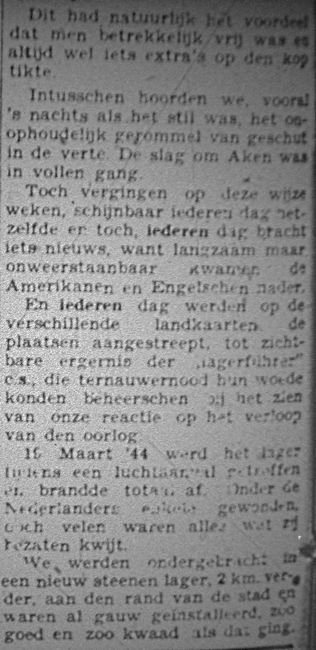 Dit had natuurlijk het voordeel
dat men betrekkelijk vrij was en
altijd wel iets extra's op den kop
tikte.
Intusschen hoorden we, vooral
's nachts als het stil was, het on-
ophoudelijk gerommel van geschut
in de verte. De slag om Aken was
in vollen gang.
Toch vergingen op deze wijze
weken, schijnbaar iederen dag het-
zelfde en toch, iederen dag bracht
iets nieuws, want langzaam maar
onweerstaanbaar kwamen de
Amerikanen en Engelschen nader.
En iederen dag werden op de
verschillende landkaarten de
plaatsen aangestreept, tot zicht-
bare ergernis der „lagerführer”
c.s., die ternauwernood hun woede
konden beheerschen bij het zien
van onze reactie op het verloop
van den oorlog.
Maart '44 werd het lager
tijdens een luchtaanval getroffen
en brandde totaal af. Onder de
Nederlanders enkele gewonden,
doch velen waren alles wat zij
bezaten kwijt.
We werden ondergebracht in
een nieuw steenen lager, 2 km. ver-
der, aan den rand van de stad en
waren al gauw geïnstalleerd, zoo
goed en zoo kwaad als dat ging.